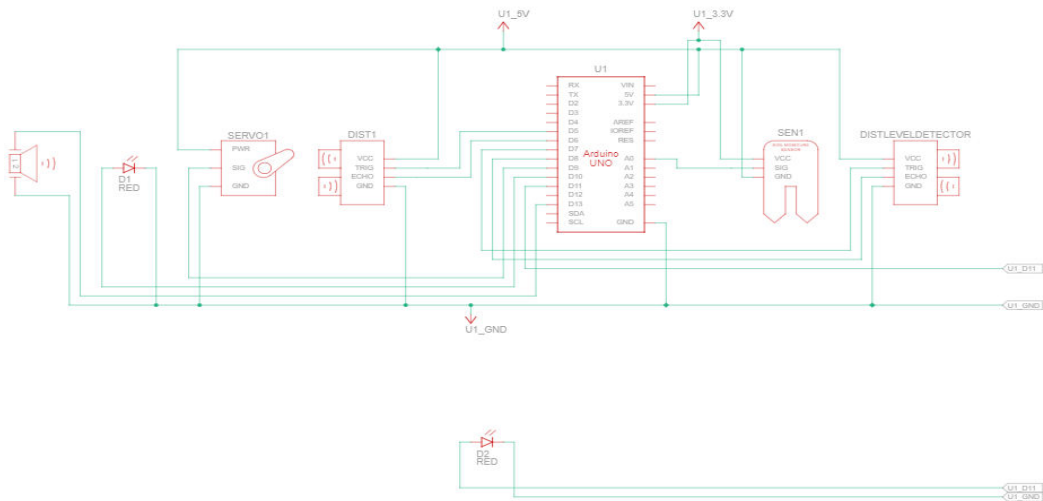 U1_5V
U1_3.3V
U1
RX
TX
D2
D3
D4
D5
D6
D7
D8
D9
D10
D11
D12
D13
SDA
SCL
VIN
5V
3.3V
AREF
IOREF
RES
A0
A1
A2
A3
A4
A5
GND
Arduino
UNO
D1
RED
SERVO1
PWR
SIG
GND
DIST1
VCC
TRIG
ECHO
GND
SEN1
SOIL MOISTURE
SENSOR
VCC
SIG
GND
DISTLEVELDETECTOR
VCC
TRIG
ECHO
GND
U1_D11
U1_GND
U1_GND
D2
RED
U1_D11
U1_GND